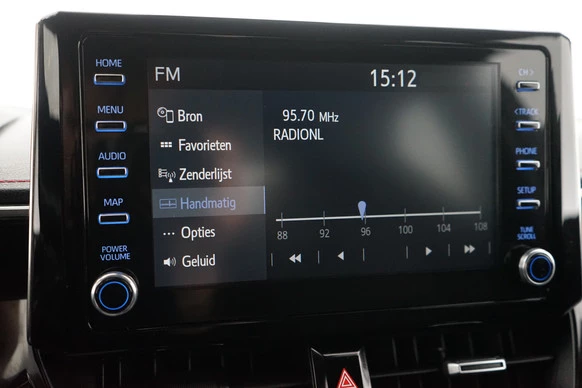 HOME
MENU
AUDIO
MAP
POWER
VOLUME
FM
15:12
Bron
Favorieten
Zenderlijst
Handmatig
Opties
Geluid
95.70 MHz
RADIONL
88 92 96 100 104 108
CH >
< TRACK
PHONE
SETUP
TUNE
SCROLL